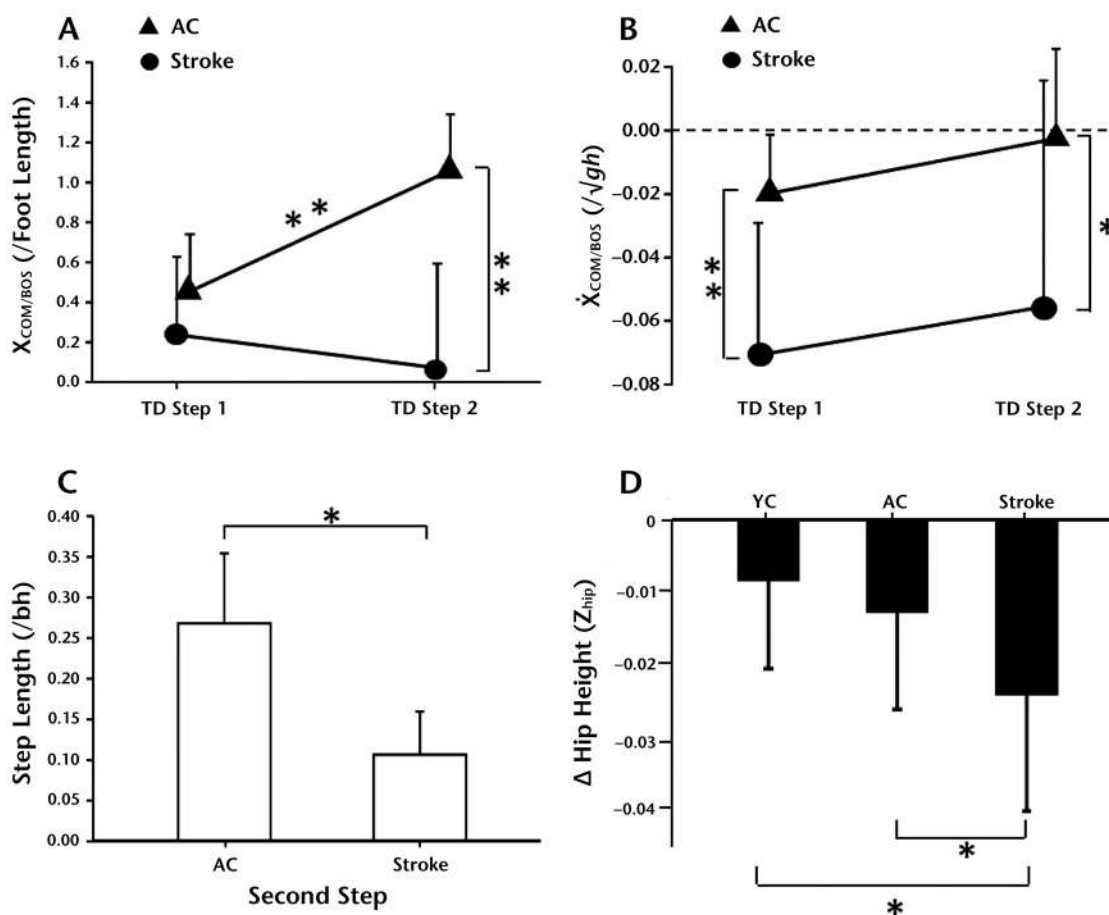 A
▲ AC
● Stroke
X_COM/BOS (/Foot Length)
1.6
1.4
1.2
1.0
0.8
0.6
0.4
0.2
0.0
* *
* *
TD Step 1
TD Step 2
B
▲ AC
● Stroke
Ẋ_COM/BOS (/√gh)
0.02
0.00
−0.02
−0.04
−0.06
−0.08
* *
*
TD Step 1
TD Step 2
C
Step Length (/bh)
0.40
0.35
0.30
0.25
0.20
0.15
0.10
0.05
0.00
*
AC
Stroke
Second Step
D
YC
AC
Stroke
Δ Hip Height (Z_hip)
0
−0.01
−0.02
−0.03
−0.04
*
*